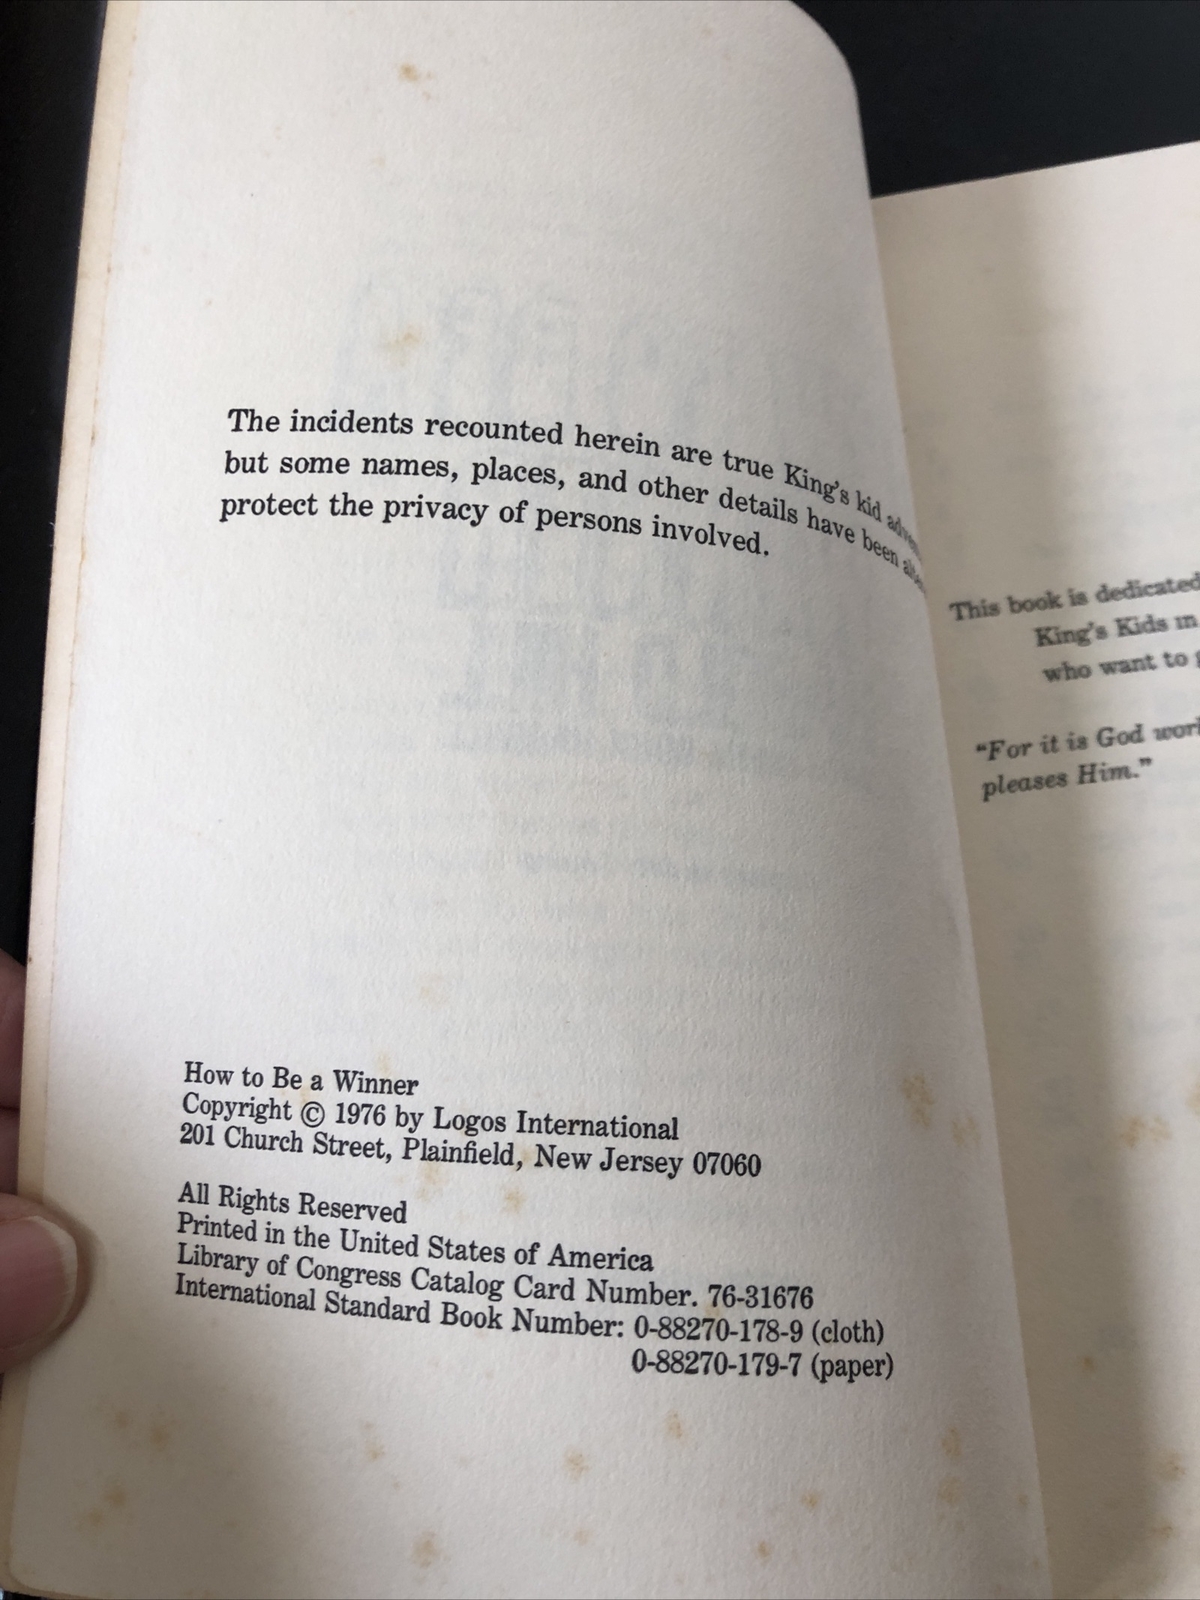 The incidents recounted herein are true King's kid
but some names, places, and other details have been
protect the privacy of persons involved.
How to Be a Winner
Copyright © 1976 by Logos International
201 Church Street, Plainfield, New Jersey 07060
All Rights Reserved
Printed in the United States of America
Library of Congress Catalog Card Number. 76-31676
International Standard Book Number: 0-88270-178-9 (cloth)
0-88270-179-7 (paper)
This book is dedicated
King's Kids in
who want to
"For it is God
pleases Him."